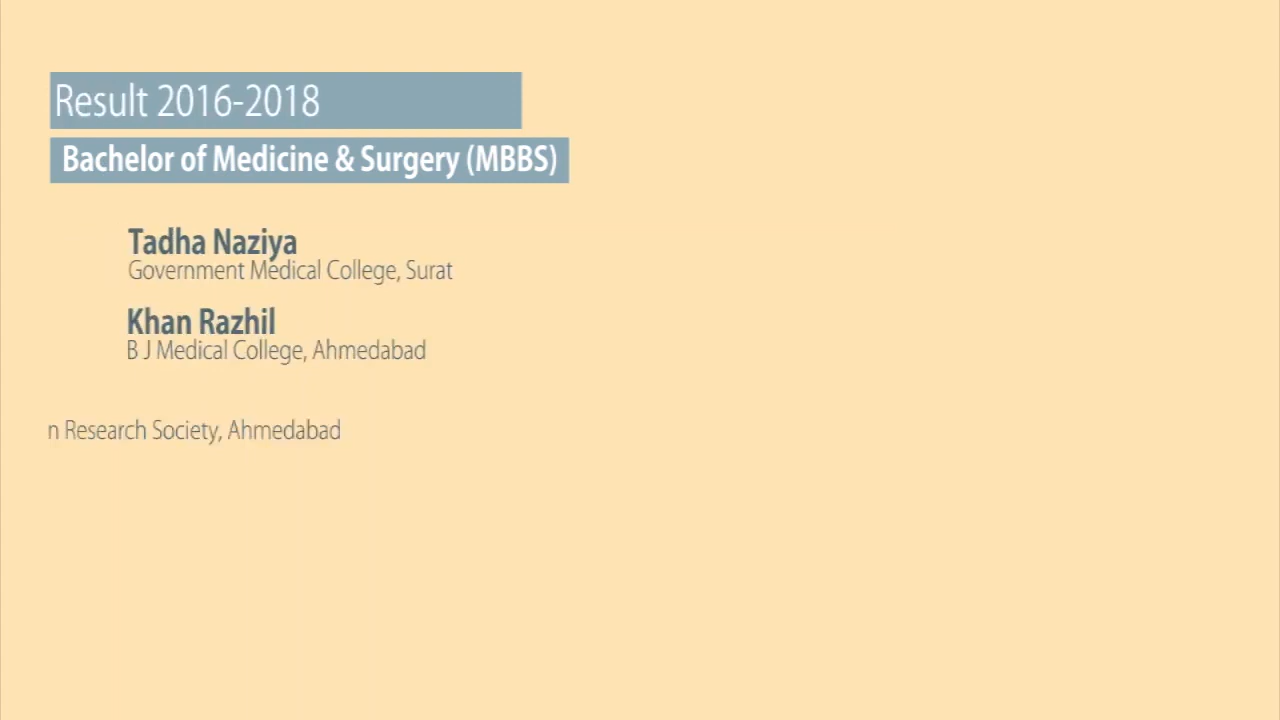 Result 2016-2018
Bachelor of Medicine & Surgery (MBBS)
Tadha Naziya
Government Medical College, Surat
Khan Razhil
B J Medical College, Ahmedabad
n Research Society, Ahmedabad